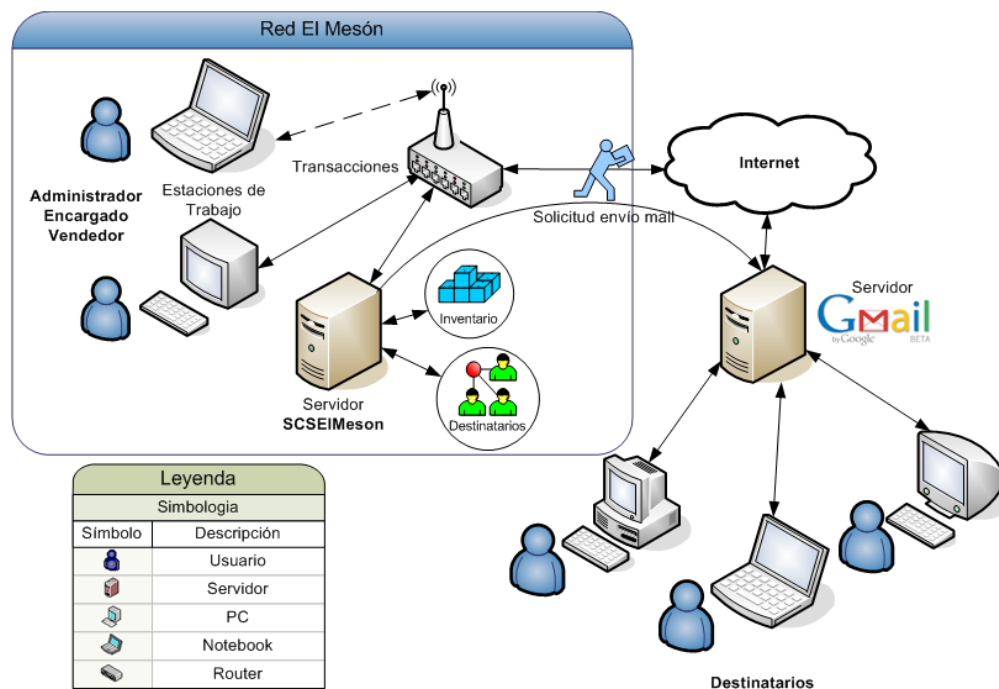 Red El Mesón
Transacciones
Estaciones de
Trabajo
Administrador
Encargado
Vendedor
Internet
Solicitud envío mail
Inventario
Destinatarios
Servidor
SCSElMeson
Servidor
Gmail
by Google
BETA
Leyenda
Simbologia
Símbolo Descripción
Usuario
Servidor
PC
Notebook
Router
Destinatarios